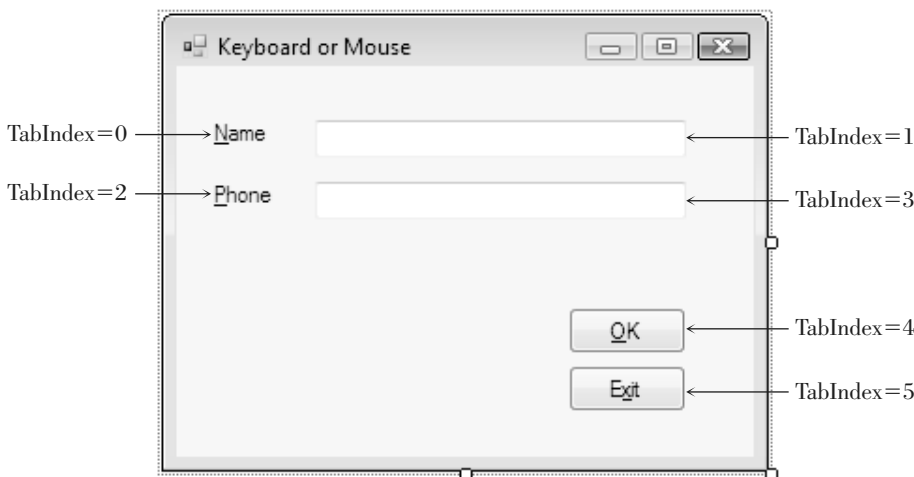 Keyboard or Mouse
TabIndex=0
Name
TabIndex=1
TabIndex=2
Phone
TabIndex=3
OK
TabIndex=4
Exit
TabIndex=5